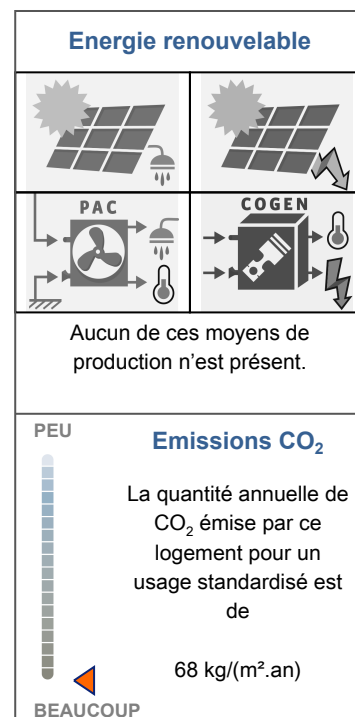 Energie renouvelable
PAC
COGEN
Aucun de ces moyens de
production n'est présent.
PEU
Emissions CO₂
La quantité annuelle de
CO₂ émise par ce
logement pour un
usage standardisé est
de
68 kg/(m².an)
BEAUCOUP